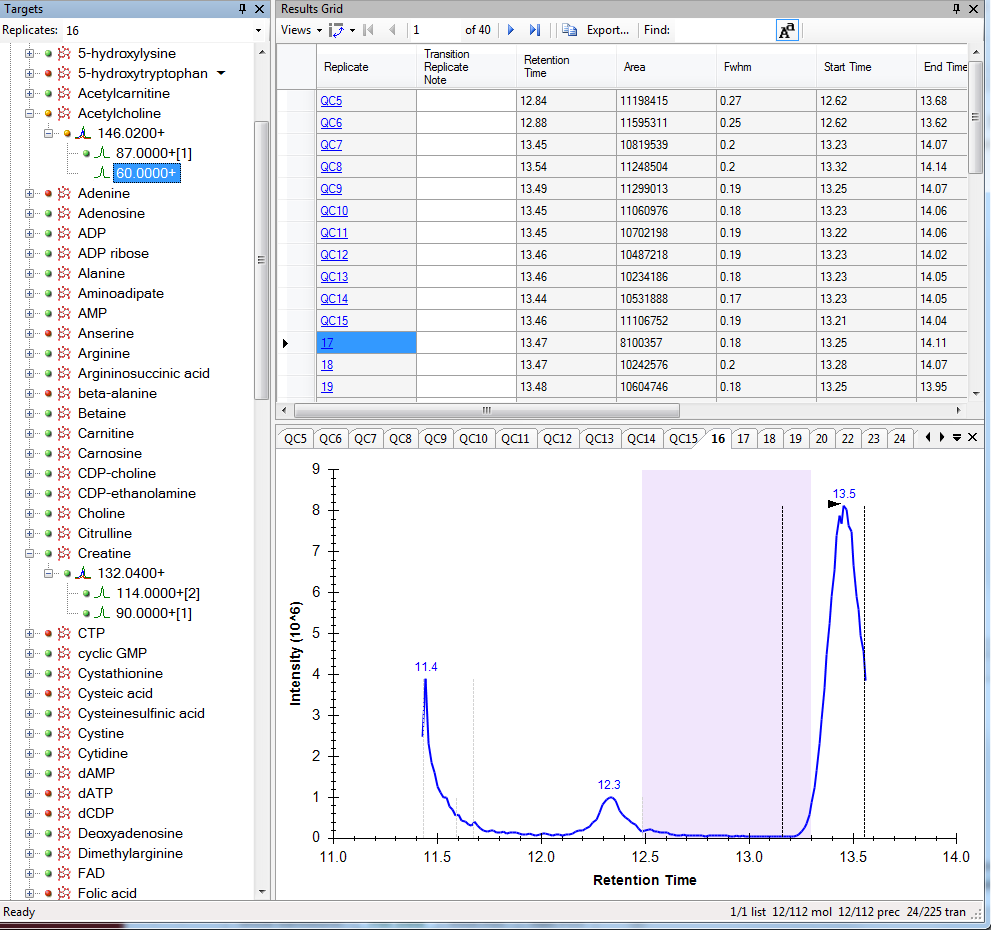 Targets
Replicates: 16
5-hydroxylysine
5-hydroxytryptophan
Acetylcarnitine
Acetylcholine
146.0200+
87.0000+[1]
60.0000+
Adenine
Adenosine
ADP
ADP ribose
Alanine
Aminoadipate
AMP
Anserine
Arginine
Argininosuccinic acid
beta-alanine
Betaine
Carnitine
Carnosine
CDP-choline
CDP-ethanolamine
Choline
Citrulline
Creatine
132.0400+
114.0000+[2]
90.0000+[1]
CTP
cyclic GMP
Cystathionine
Cysteic acid
Cysteinesulfinic acid
Cystine
Cytidine
dAMP
dATP
dCDP
Deoxyadenosine
Dimethylarginine
FAD
Folic acid
Results Grid
Views 1 of 40 Export... Find: Aa
Replicate Transition Replicate Note Retention Time Area Fwhm Start Time End Time
QC5 12.84 11198415 0.27 12.62 13.68
QC6 12.88 11595311 0.25 12.62 13.62
QC7 13.45 10819539 0.2 13.23 14.07
QC8 13.54 11248504 0.2 13.32 14.14
QC9 13.49 11299013 0.19 13.25 14.07
QC10 13.45 11060976 0.18 13.23 14.06
QC11 13.45 10702198 0.19 13.22 14.06
QC12 13.46 10487218 0.19 13.23 14.02
QC13 13.46 10234186 0.18 13.23 14.05
QC14 13.44 10531888 0.17 13.23 14.05
QC15 13.46 11106752 0.19 13.21 14.04
17 13.47 8100357 0.18 13.25 14.11
18 13.47 10242576 0.2 13.28 14.07
19 13.48 10604746 0.18 13.25 13.95
QC5 QC6 QC7 QC8 QC9 QC10 QC11 QC12 QC13 QC14 QC15 16 17 18 19 20 22 23 24
9
8
7
6
5
4
3
2
1
0
Intensity (10^6)
13.5
11.4
12.3
11.0 11.5 12.0 12.5 13.0 13.5 14.0
Retention Time
Ready 1/1 list 12/112 mol 12/112 prec 24/225 tran